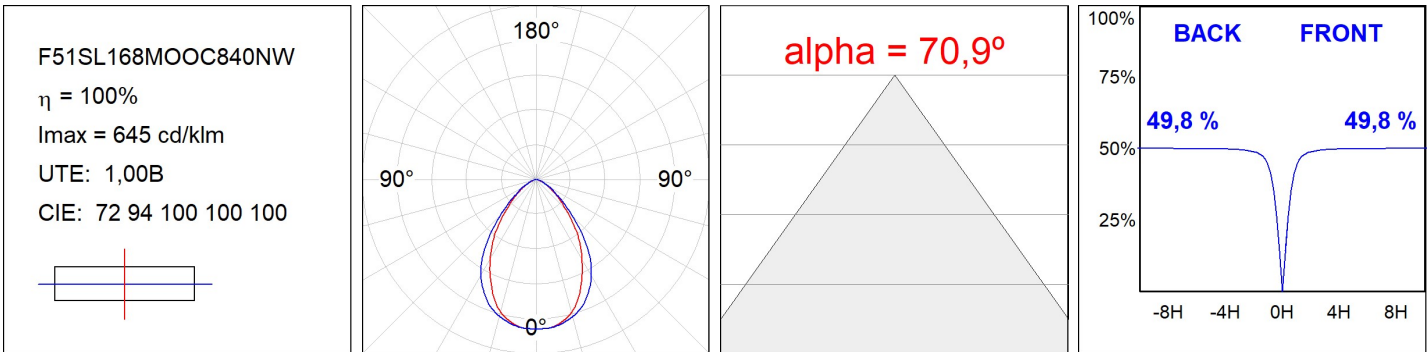 F51SL168MOOC840NW
η = 100%
Imax = 645 cd/klm
UTE: 1,00B
CIE: 72 94 100 100 100
180°
90° 90°
0°
alpha = 70,9º
100%
BACK FRONT
75%
49,8 % 49,8 %
50%
25%
-8H -4H 0H 4H 8H